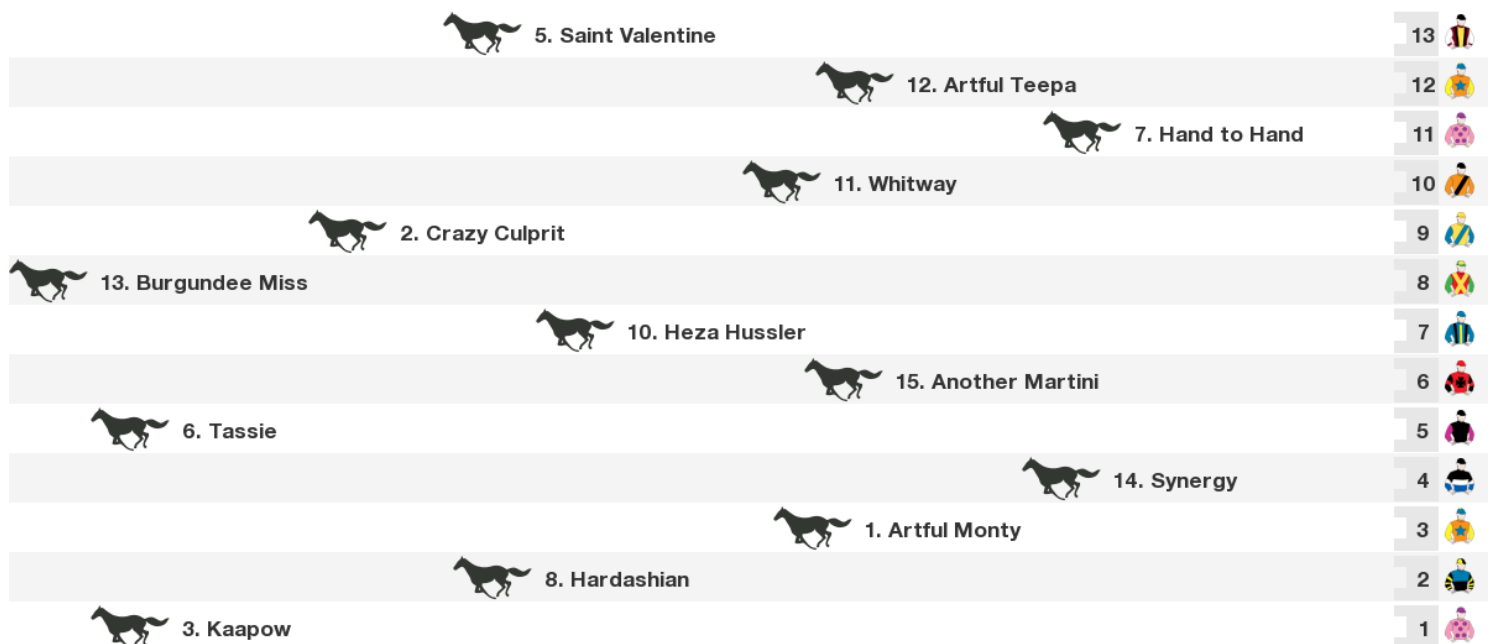 5. Saint Valentine 13
12. Artful Teepa 12
7. Hand to Hand 11
11. Whitway 10
2. Crazy Culprit 9
13. Burgundee Miss 8
10. Heza Hussler 7
15. Another Martini 6
6. Tassie 5
14. Synergy 4
1. Artful Monty 3
8. Hardashian 2
3. Kaapow 1